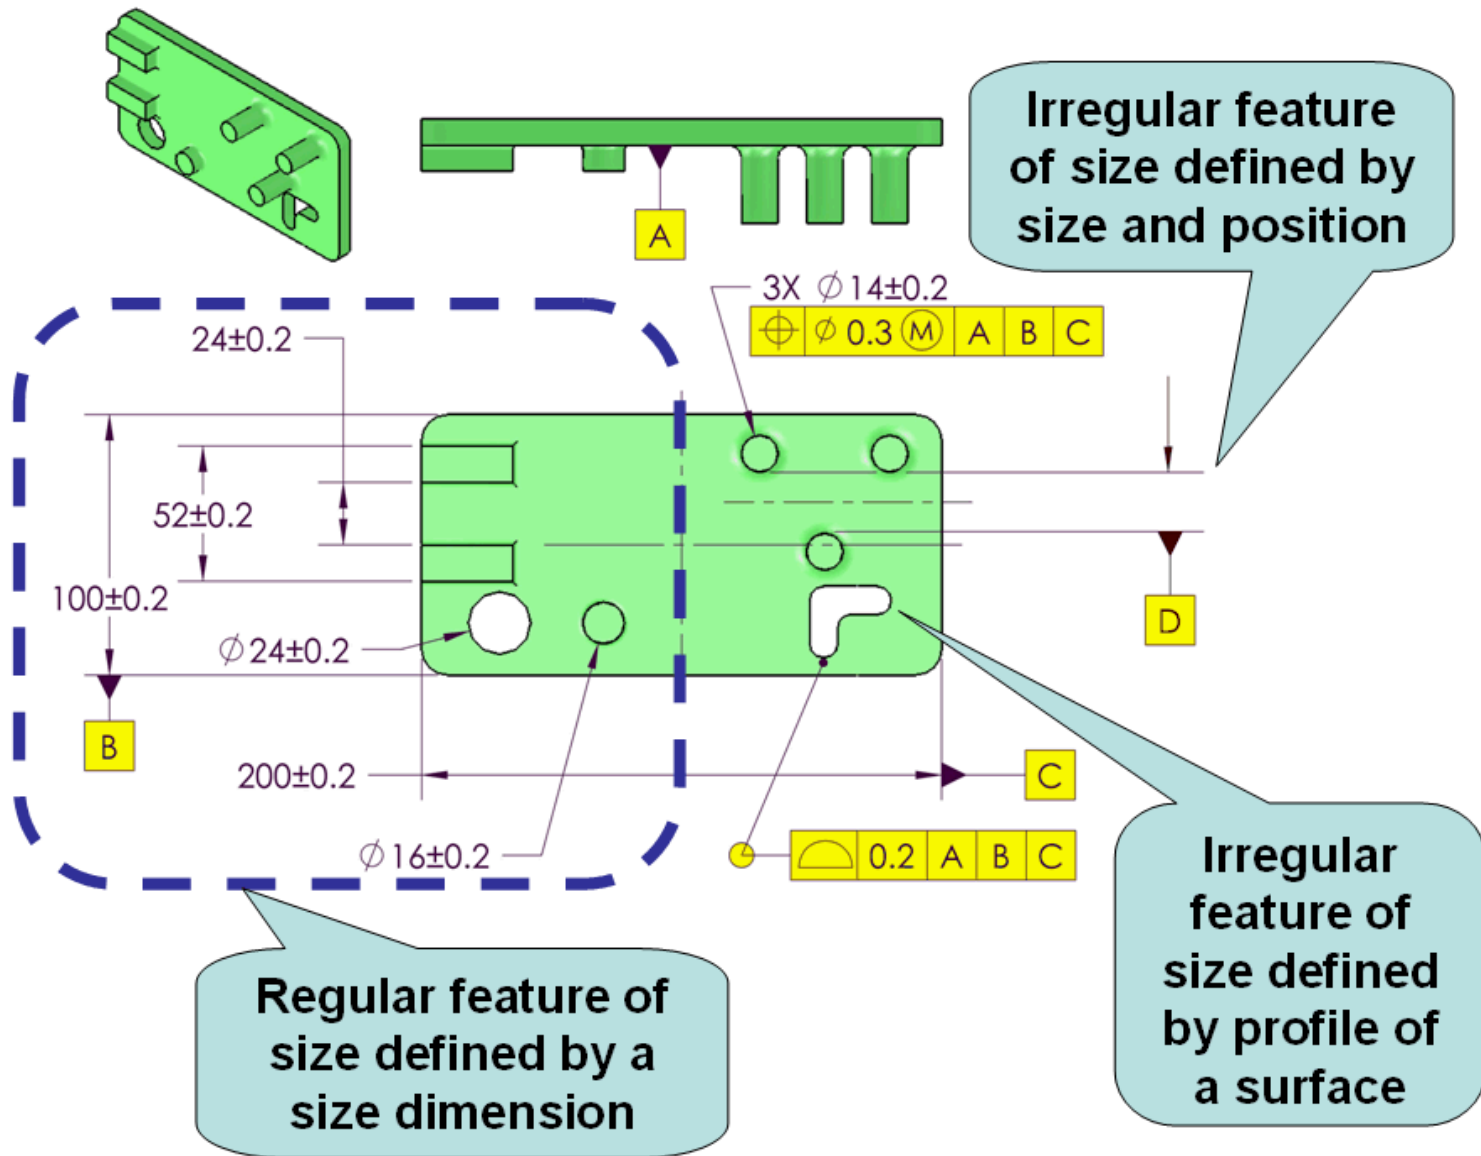 Irregular feature
of size defined by
size and position
A
3X ∅14±0.2
⌖ ∅ 0.3 Ⓜ A B C
24±0.2
52±0.2
100±0.2
∅24±0.2
D
B
200±0.2
C
∅16±0.2
⌓ 0.2 A B C
Irregular
feature of
size defined
by profile of
a surface
Regular feature of
size defined by a
size dimension